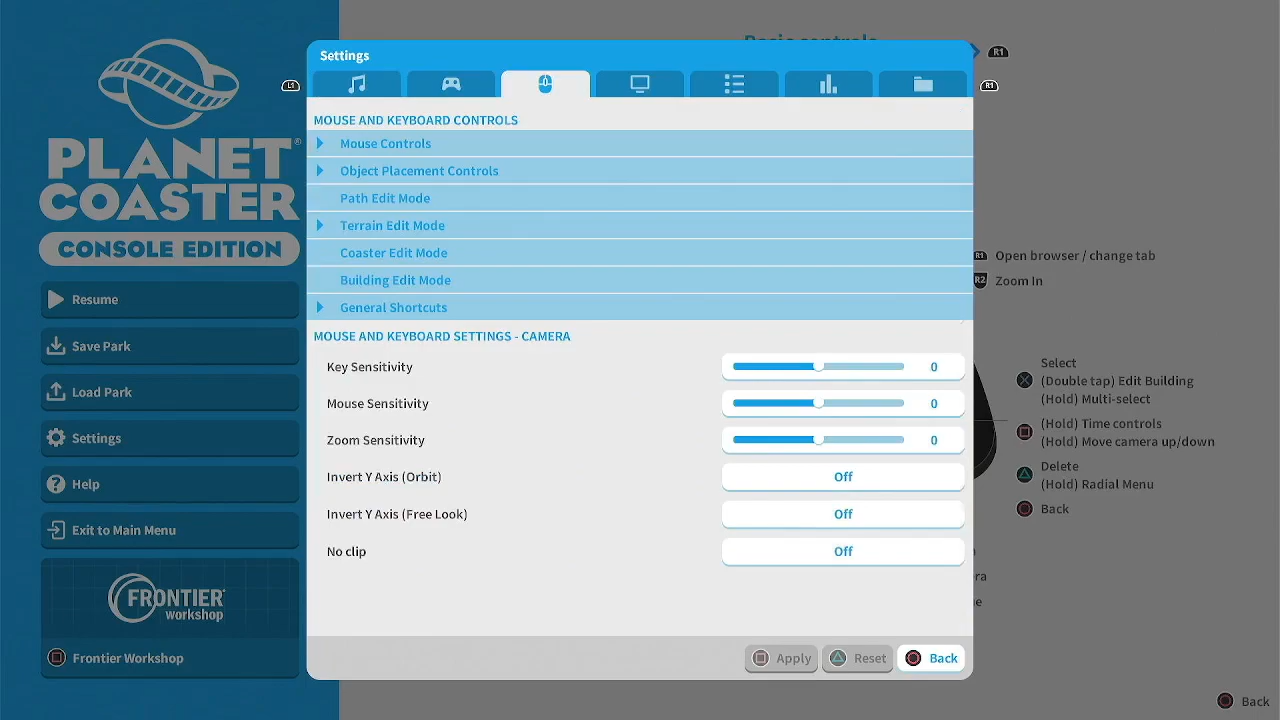 Settings
L1
R1
R1
MOUSE AND KEYBOARD CONTROLS
Mouse Controls
Object Placement Controls
Path Edit Mode
Terrain Edit Mode
Coaster Edit Mode
Building Edit Mode
General Shortcuts
MOUSE AND KEYBOARD SETTINGS - CAMERA
Key Sensitivity 0
Mouse Sensitivity 0
Zoom Sensitivity 0
Invert Y Axis (Orbit) Off
Invert Y Axis (Free Look) Off
No clip Off
Apply Reset Back
PLANET
COASTER®
CONSOLE EDITION
Resume
Save Park
Load Park
Settings
Help
Exit to Main Menu
FRONTIER
workshop
Frontier Workshop
R1 Open browser / change tab
R2 Zoom In
Select
(Double tap) Edit Building
(Hold) Multi-select
(Hold) Time controls
(Hold) Move camera up/down
Delete
(Hold) Radial Menu
Back
Back